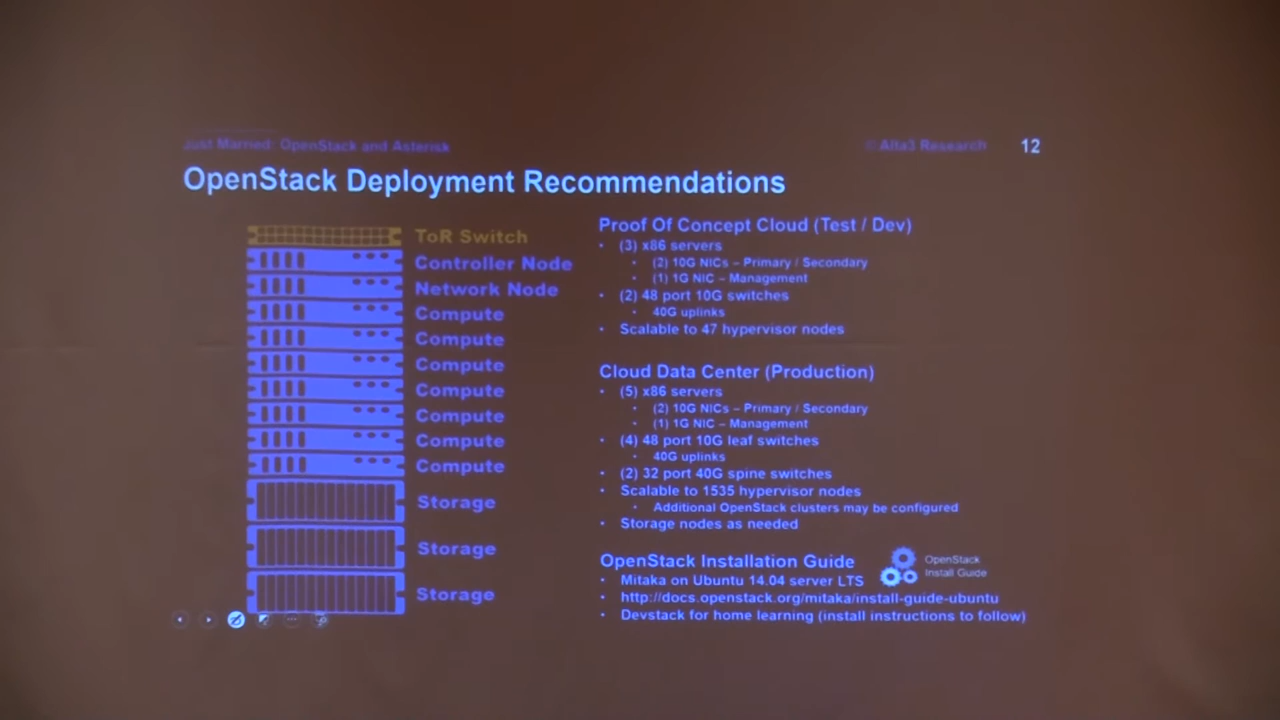 Just Married: OpenStack and Asterisk
© Alta3 Research
12
OpenStack Deployment Recommendations
ToR Switch
Controller Node
Network Node
Compute
Compute
Compute
Compute
Compute
Compute
Compute
Storage
Storage
Storage
Proof Of Concept Cloud (Test / Dev)
• (3) x86 servers
• (2) 10G NICs – Primary / Secondary
• (1) 1G NIC – Management
• (2) 48 port 10G switches
40G uplinks
• Scalable to 47 hypervisor nodes
Cloud Data Center (Production)
• (5) x86 servers
• (2) 10G NICs – Primary / Secondary
• (1) 1G NIC – Management
• (4) 48 port 10G leaf switches
• 40G uplinks
• (2) 32 port 40G spine switches
• Scalable to 1535 hypervisor nodes
• Additional OpenStack clusters may be configured
• Storage nodes as needed
OpenStack Installation Guide
OpenStack
Install Guide
• Mitaka on Ubuntu 14.04 server LTS
• http://docs.openstack.org/mitaka/install-guide-ubuntu
• Devstack for home learning (install instructions to follow)